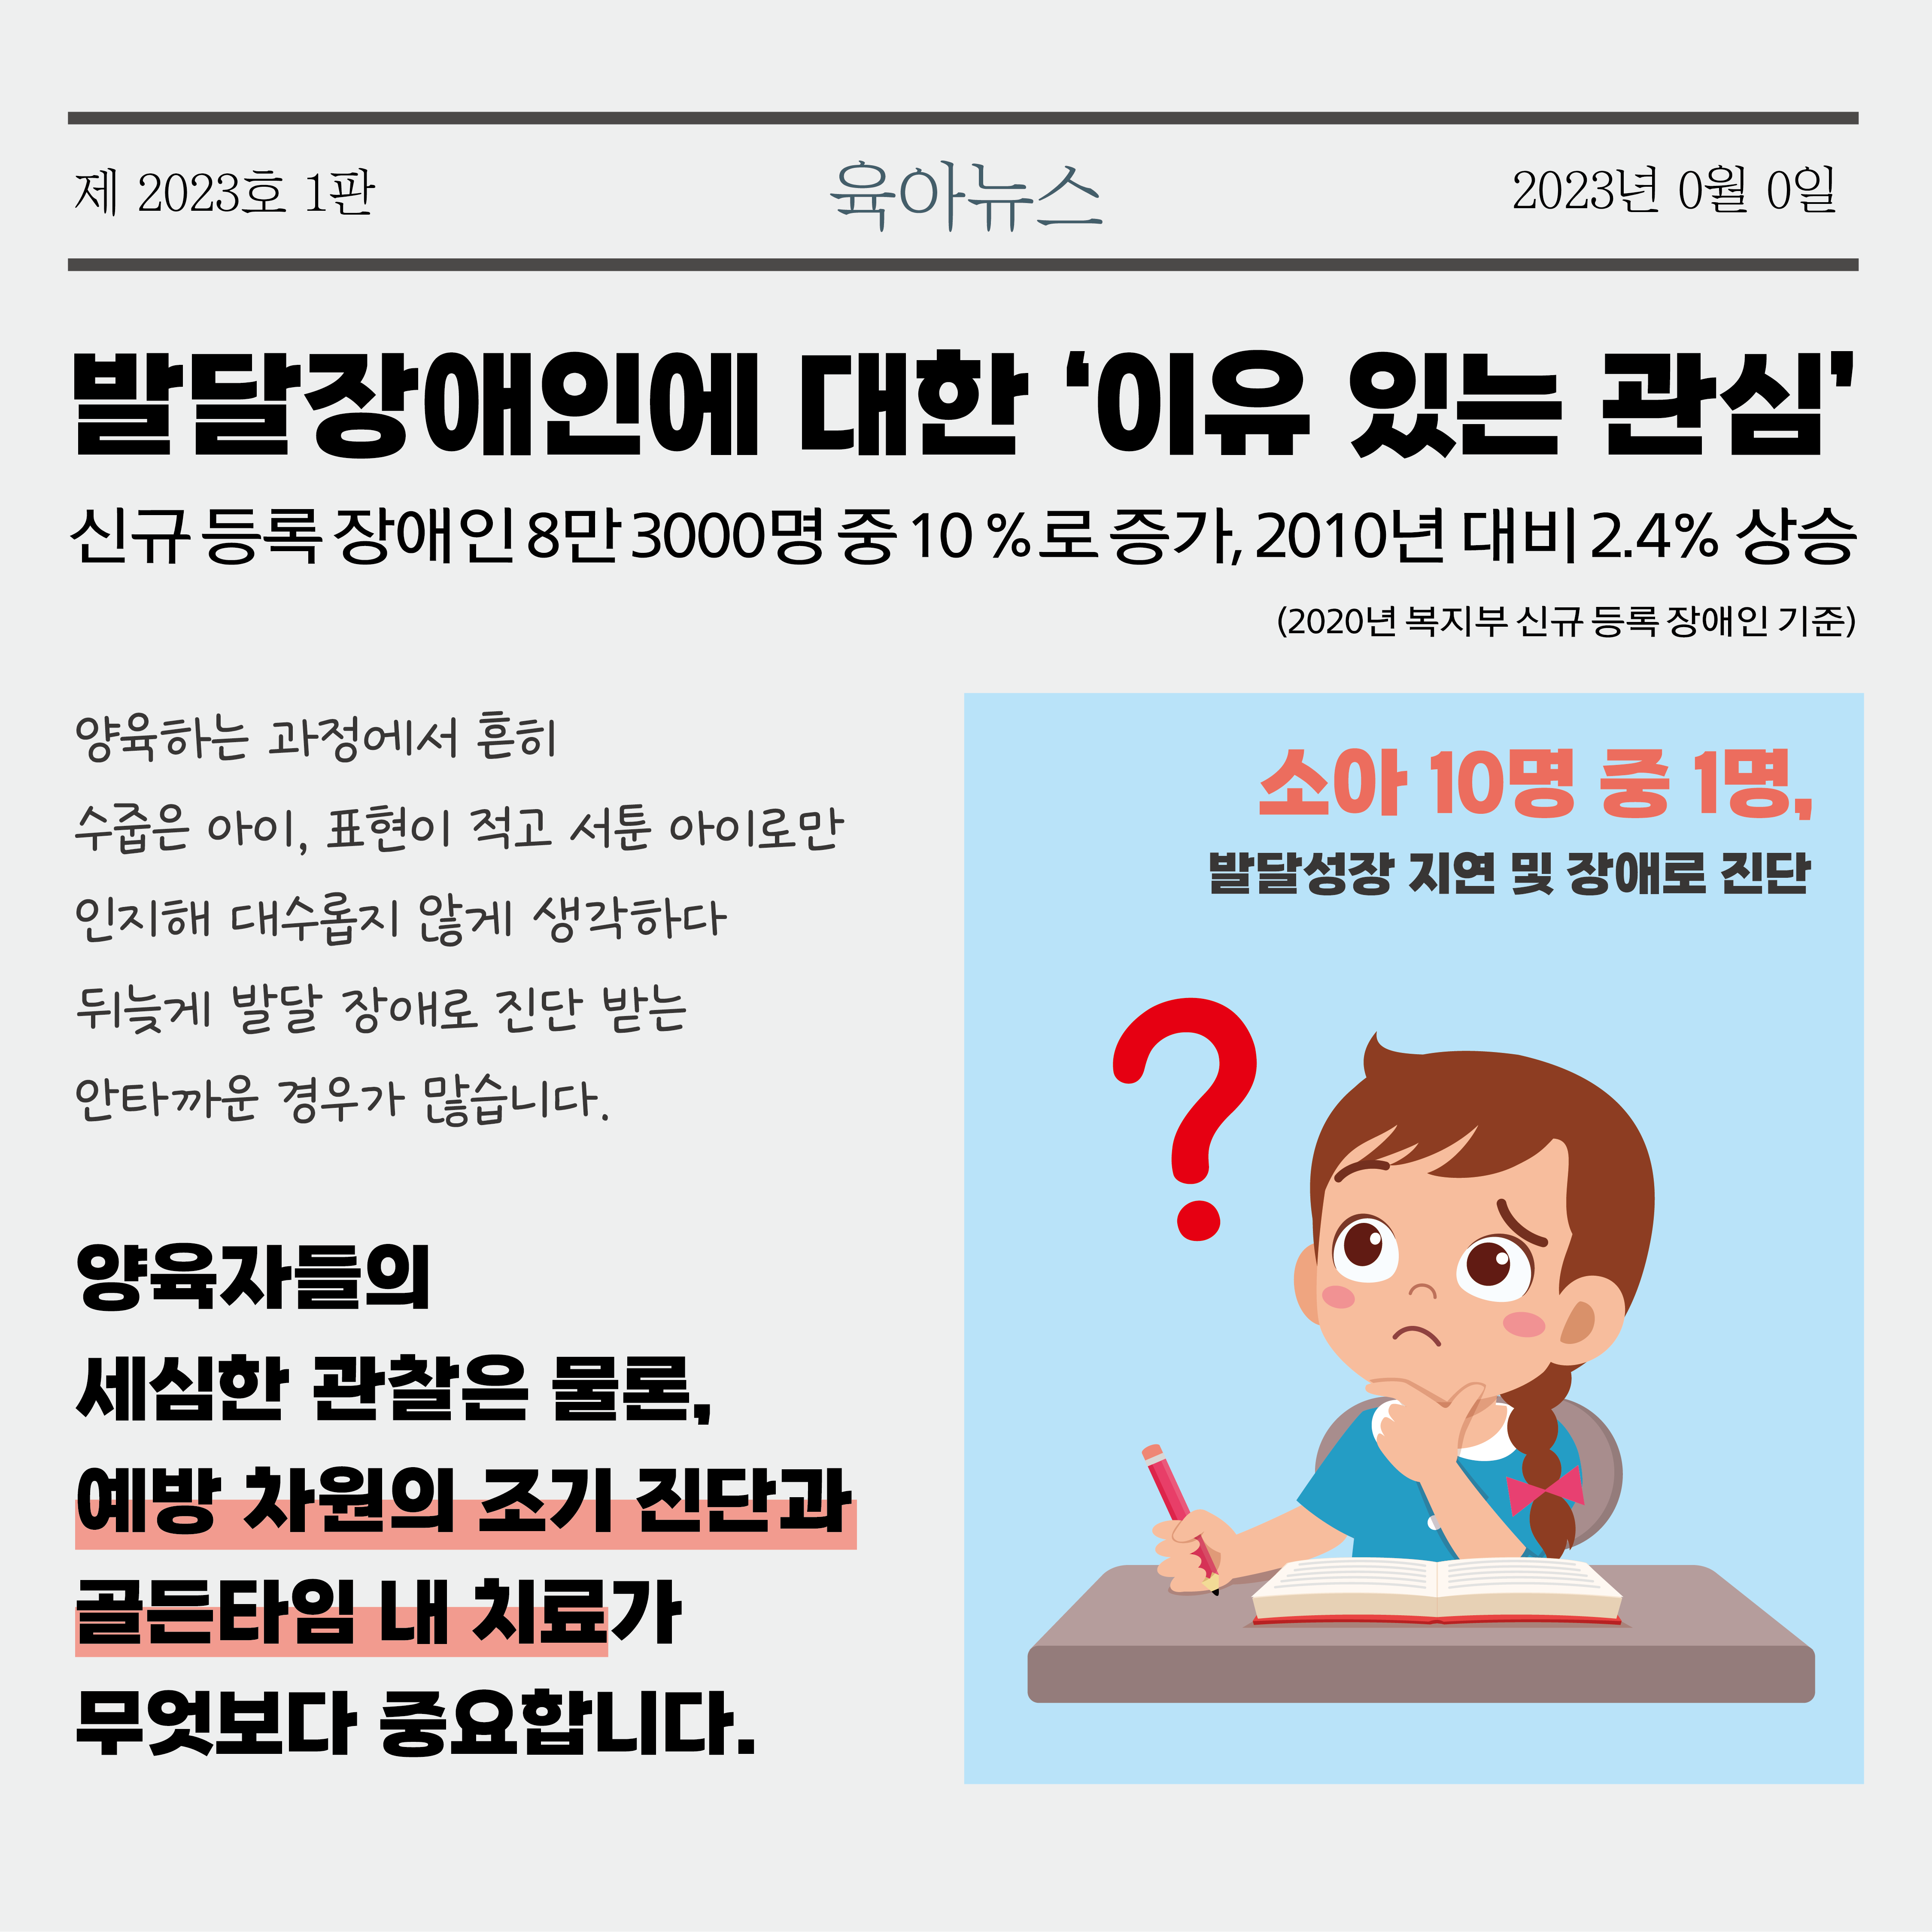 제 2023호 1판
육아뉴스
2023년 0월 0일
발달장애인에 대한 ‘이유 있는 관심’
신규 등록 장애인 8만 3000명 중 10 %로 증가, 2010년 대비 2.4% 상승
(2020년 복지부 신규 등록 장애인 기준)
양육하는 과정에서 흔히
수줍은 아이, 표현이 적고 서툰 아이로만
인지해 대수롭지 않게 생각하다
뒤늦게 발달 장애로 진단 받는
안타까운 경우가 많습니다.
양육자들의
세심한 관찰은 물론,
예방 차원의 조기 진단과
골든타임 내 치료가
무엇보다 중요합니다.
소아 10명 중 1명,
발달성장 지연 및 장애로 진단
?